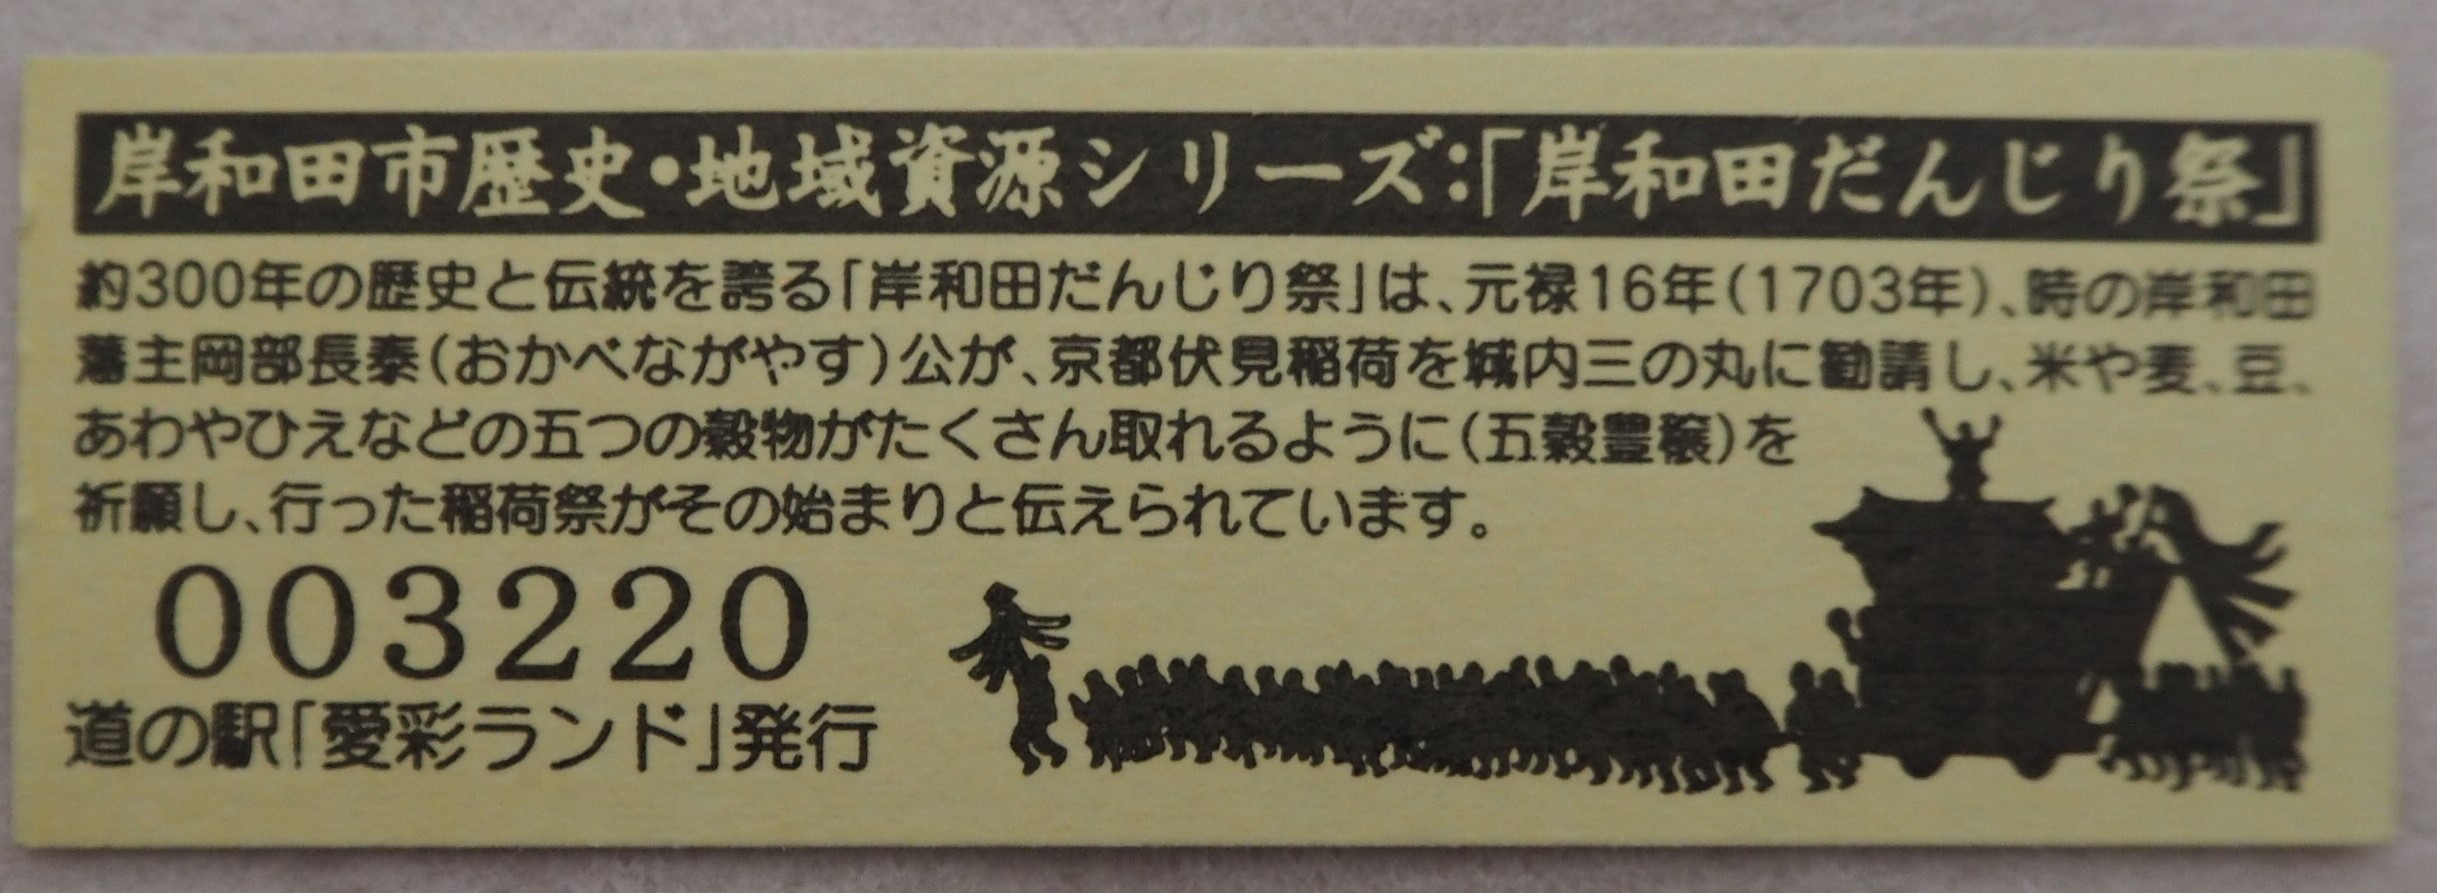 岸和田市歴史・地域資源シリーズ:「岸和田だんじり祭」
約300年の歴史と伝統を誇る「岸和田だんじり祭」は、元禄16年(1703年)、時の岸和田
藩主岡部長泰(おかべながやす)公が、京都伏見稲荷を城内三の丸に勧請し、米や麦、豆、
あわやひえなどの五つの穀物がたくさん取れるように(五穀豊穣)を
祈願し、行った稲荷祭がその始まりと伝えられています。
003220
道の駅「愛彩ランド」発行